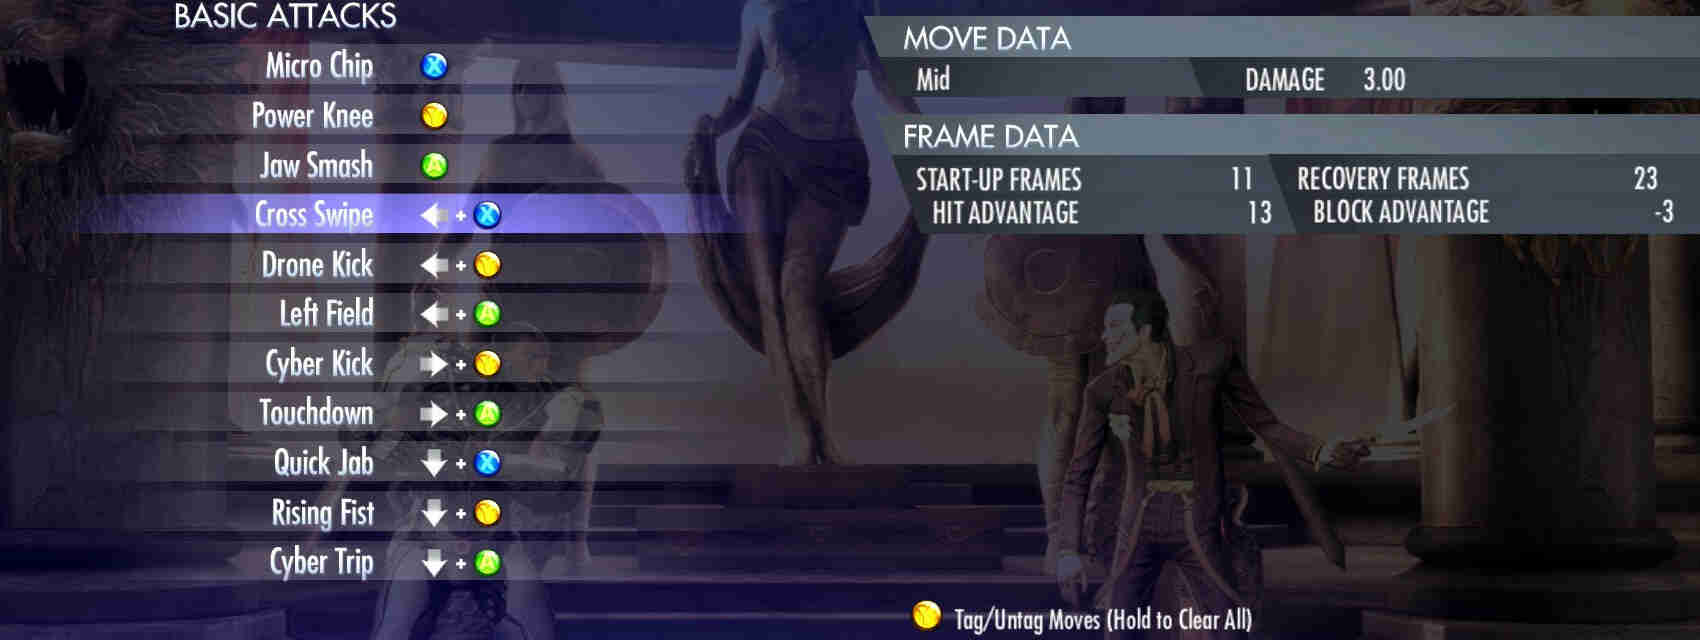 BASIC ATTACKS
Micro Chip X
Power Knee Y
Jaw Smash A
Cross Swipe + X
Drone Kick + Y
Left Field + A
Cyber Kick + Y
Touchdown + A
Quick Jab + X
Rising Fist + Y
Cyber Trip + A
MOVE DATA
Mid DAMAGE 3.00
FRAME DATA
START-UP FRAMES 11 RECOVERY FRAMES 23
HIT ADVANTAGE 13 BLOCK ADVANTAGE -3
Y Tag/Untag Moves (Hold to Clear All)